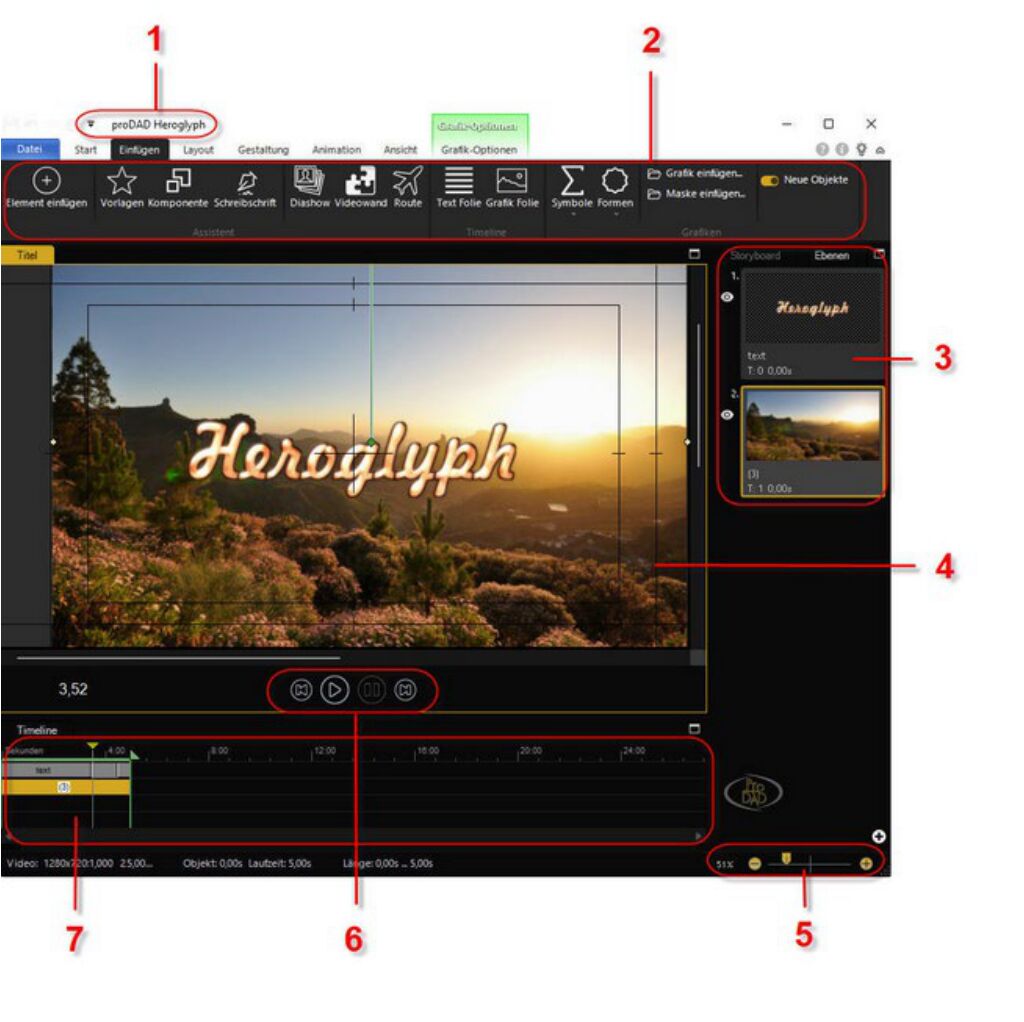 1
2
proDAD Heroglyph
Grafik-Optionen
Datei Start Einfügen Layout Gestaltung Animation Ansicht Grafik-Optionen
Element einfügen Vorlagen Komponente Schreibschrift Diashow Videowand Route Text Folie Grafik Folie Symbole Formen Grafik einfügen... Neue Objekte
Maske einfügen...
Assistent Timeline Grafiken
Titel
Storyboard Ebenen
1.
Heroglyph
text
T: 0 0,00s
3
2.
(3)
T: 1 0,00s
Heroglyph
4
3,52
Timeline
Sekunden 4:00 8:00 12:00 16:00 20:00 24:00
text
(3)
proDAD
Video: 1280x720:1,000 25,00... Objekt: 0,00s Laufzeit: 5,00s Länge: 0,00s .. 5,00s
51%
7
6
5